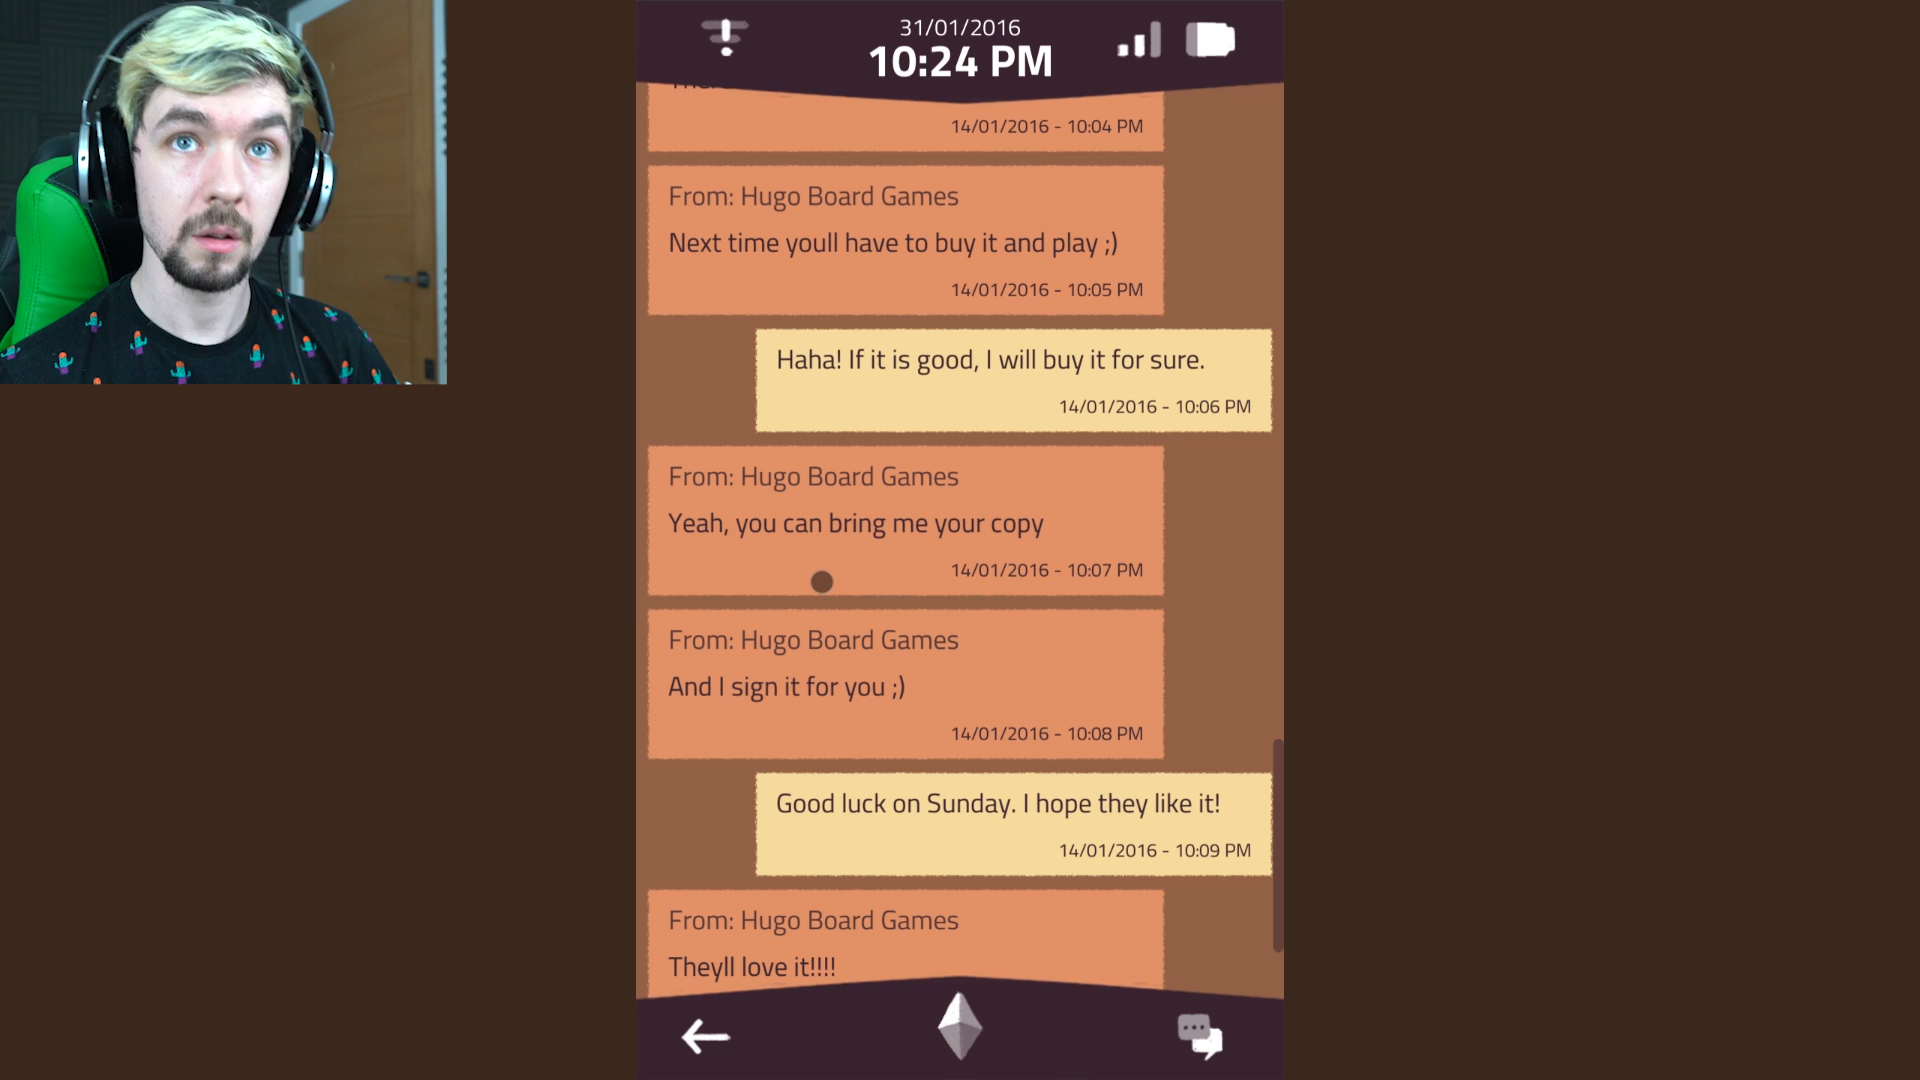 31/01/2016
10:24 PM
14/01/2016 - 10:04 PM
From: Hugo Board Games
Next time youll have to buy it and play ;)
14/01/2016 - 10:05 PM
Haha! If it is good, I will buy it for sure.
14/01/2016 - 10:06 PM
From: Hugo Board Games
Yeah, you can bring me your copy
14/01/2016 - 10:07 PM
From: Hugo Board Games
And I sign it for you ;)
14/01/2016 - 10:08 PM
Good luck on Sunday. I hope they like it!
14/01/2016 - 10:09 PM
From: Hugo Board Games
Theyll love it!!!!